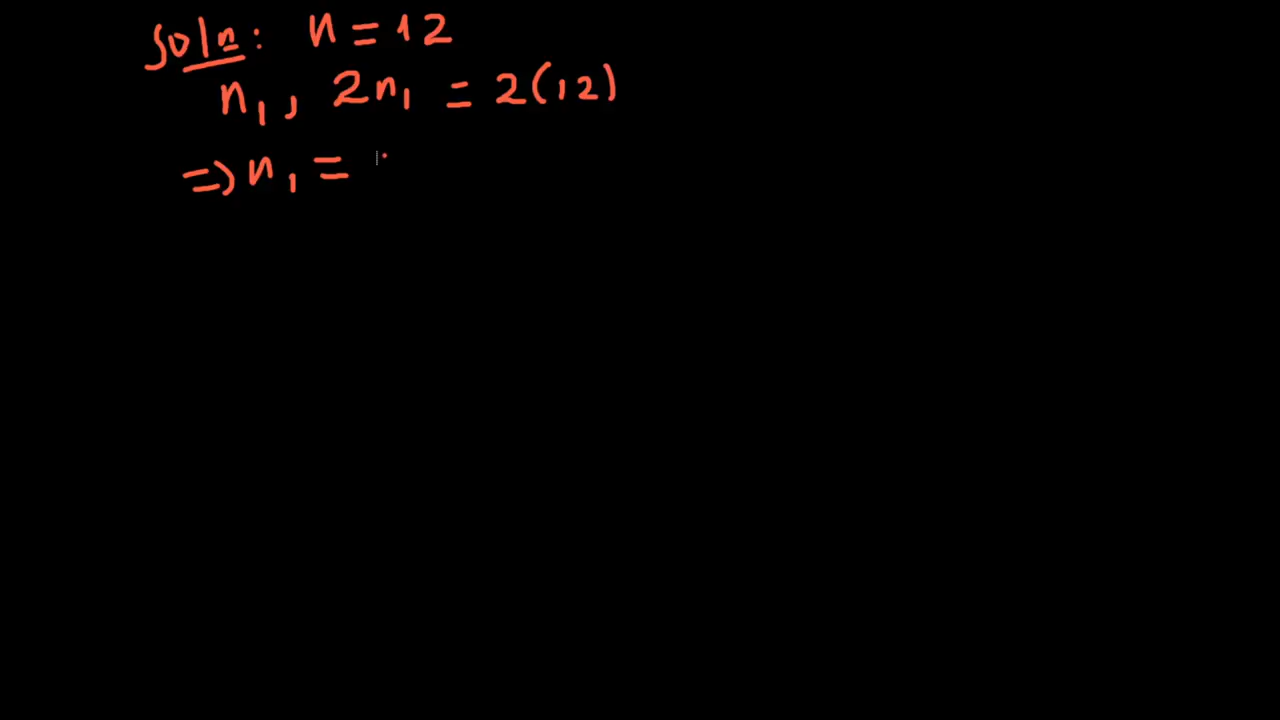 Soln: n = 12
n₁, 2n₁ = 2(12)
⇒ n₁ =